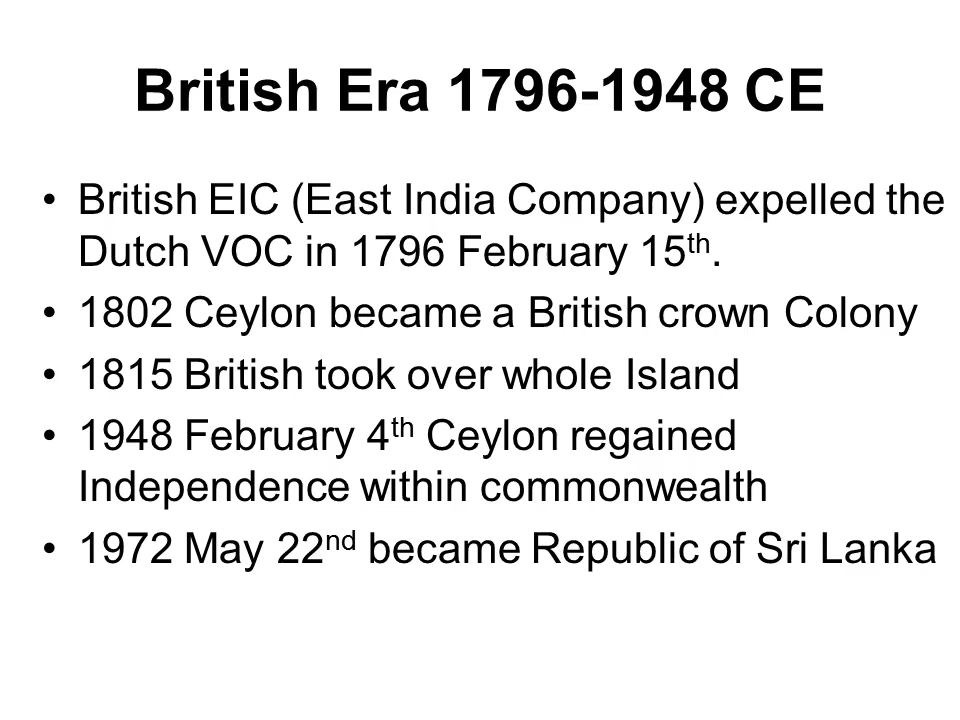 British Era 1796-1948 CE
• British EIC (East India Company) expelled the
Dutch VOC in 1796 February 15th.
• 1802 Ceylon became a British crown Colony
• 1815 British took over whole Island
• 1948 February 4th Ceylon regained
Independence within commonwealth
• 1972 May 22nd became Republic of Sri Lanka